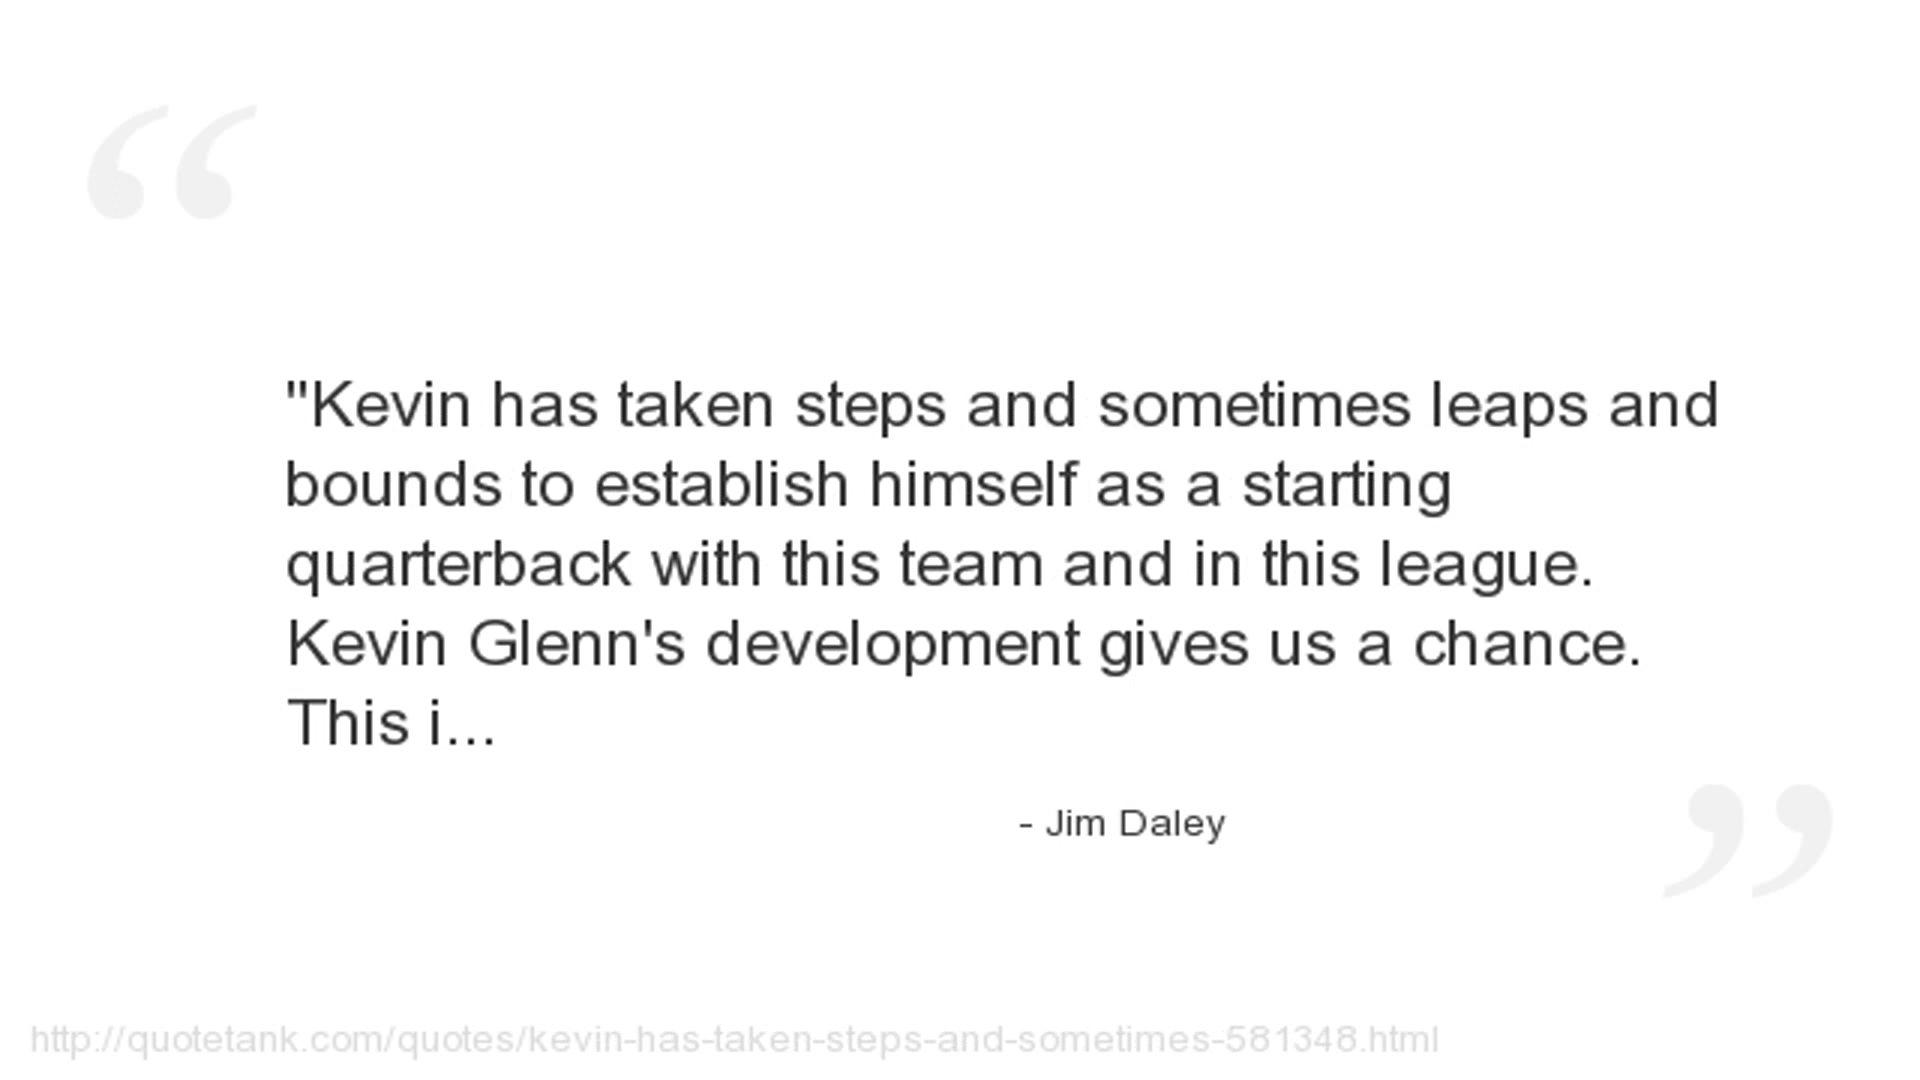 "Kevin has taken steps and sometimes leaps and
bounds to establish himself as a starting
quarterback with this team and in this league.
Kevin Glenn's development gives us a chance.
This i...
- Jim Daley
http://quotetank.com/quotes/kevin-has-taken-steps-and-sometimes-581348.html